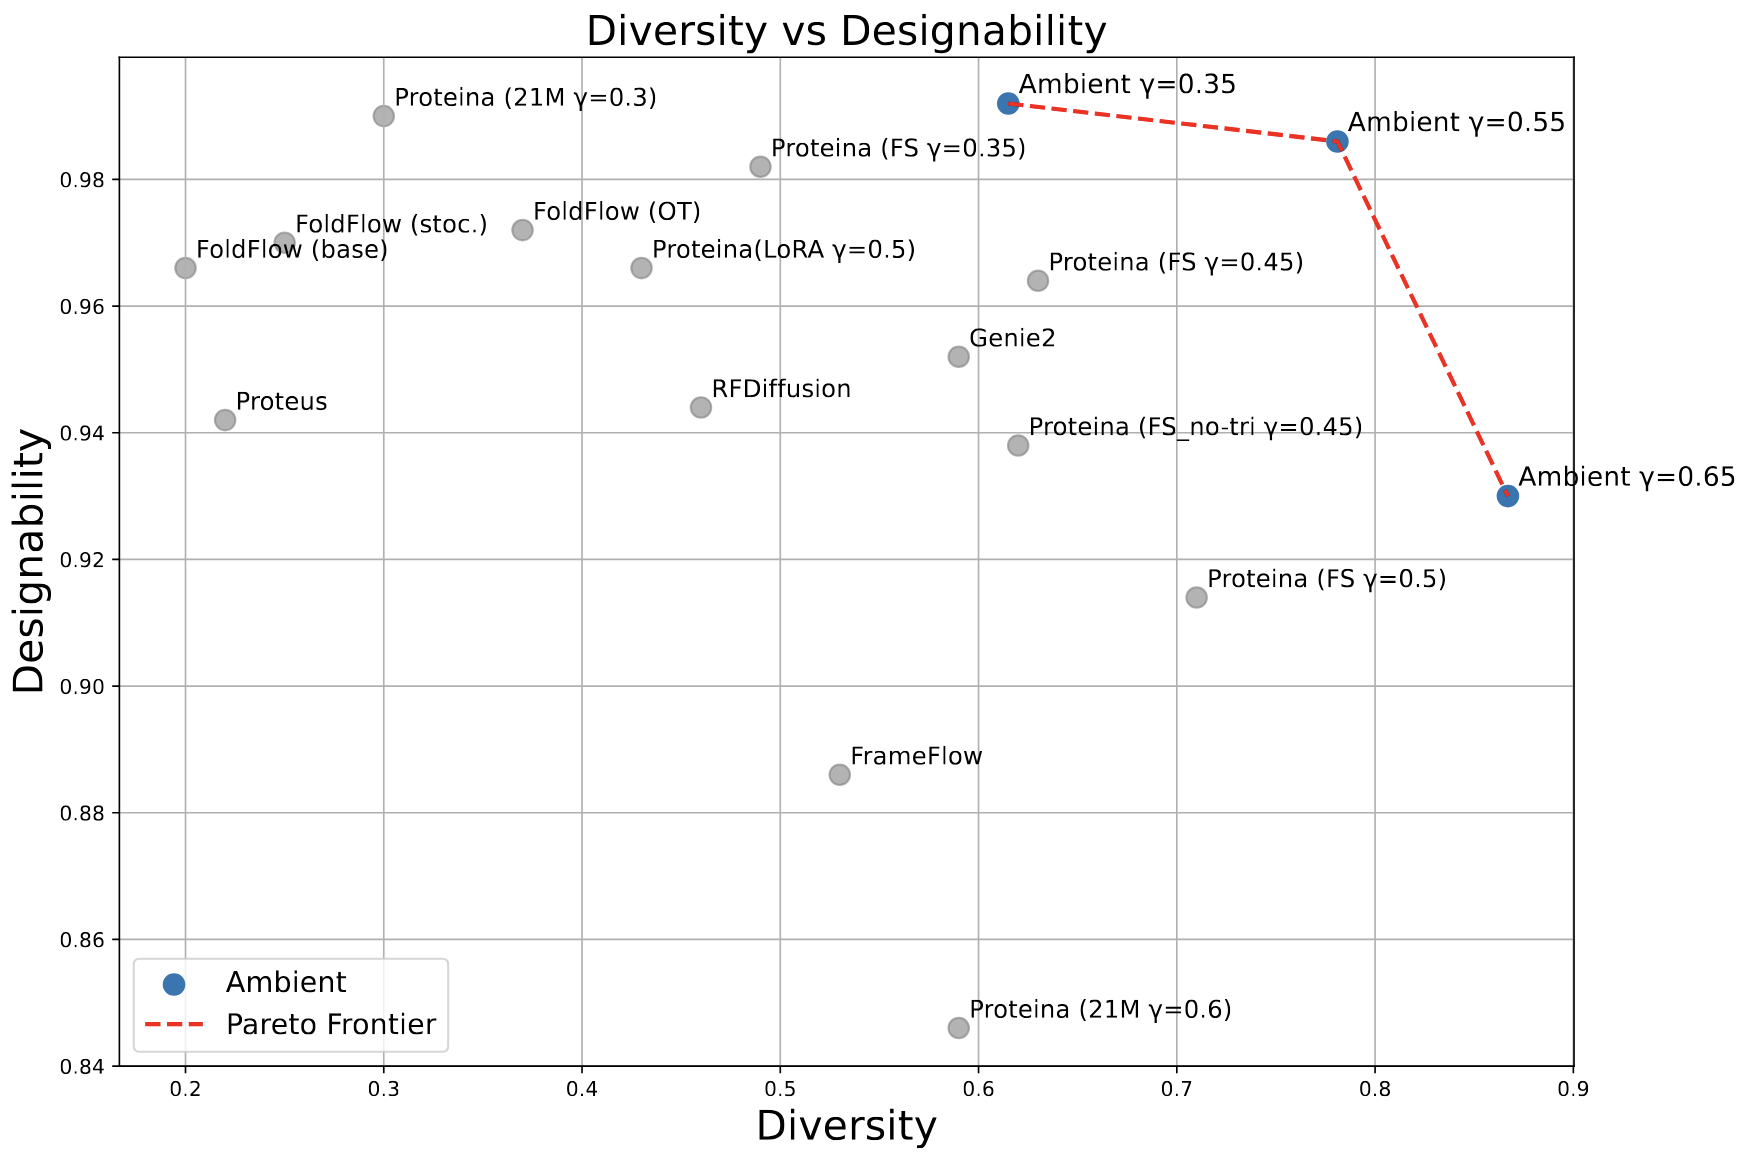 Diversity vs Designability
Ambient γ=0.35
Proteina (21M γ=0.3)
Ambient γ=0.55
Proteina (FS γ=0.35)
0.98
FoldFlow (OT)
FoldFlow (stoc.)
FoldFlow (base)
Proteina(LoRA γ=0.5)
Proteina (FS γ=0.45)
0.96
Genie2
RFDiffusion
Proteus
Proteina (FS_no-tri γ=0.45)
0.94
Ambient γ=0.65
0.92
Proteina (FS γ=0.5)
Designability
0.90
FrameFlow
0.88
0.86
Ambient
Proteina (21M γ=0.6)
Pareto Frontier
0.84
0.2 0.3 0.4 0.5 0.6 0.7 0.8 0.9
Diversity